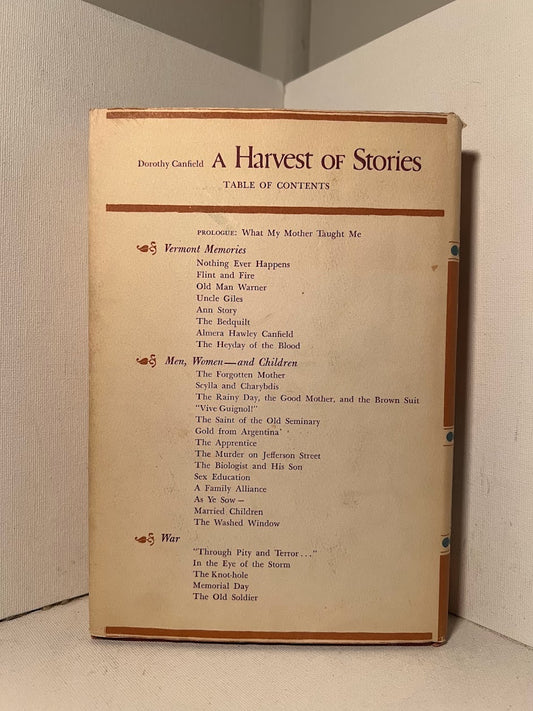 Dorothy Canfield A Harvest of Stories
TABLE OF CONTENTS
PROLOGUE: What My Mother Taught Me
Vermont Memories
Nothing Ever Happens
Flint and Fire
Old Man Warner
Uncle Giles
Ann Story
The Bedquilt
Almera Hawley Canfield
The Heyday of the Blood
Men, Women—and Children
The Forgotten Mother
Scylla and Charybdis
The Rainy Day, the Good Mother, and the Brown Suit
"Vive Guignol!"
The Saint of the Old Seminary
Gold from Argentina
The Apprentice
The Murder on Jefferson Street
The Biologist and His Son
Sex Education
A Family Alliance
As Ye Sow—
Married Children
The Washed Window
War
"Through Pity and Terror..."
In the Eye of the Storm
The Knot-hole
Memorial Day
The Old Soldier